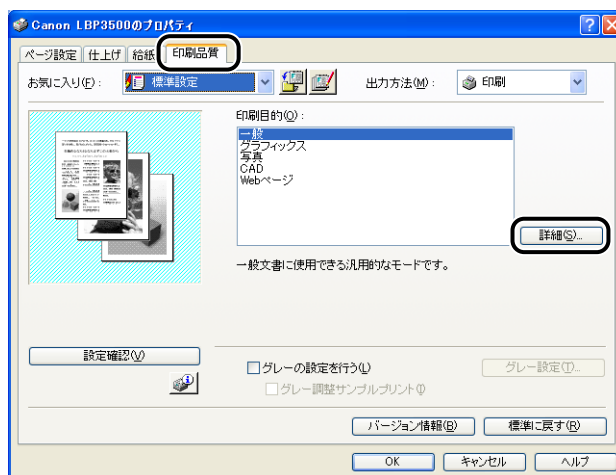 Canon LBP3500のプロパティ
ページ設定 仕上げ 給紙 印刷品質
お気に入り(F): 標準設定 出力方法(M): 印刷
印刷目的(O):
一般
グラフィックス
写真
CAD
Webページ
詳細(S)...
一般文書に使用できる汎用的なモードです。
設定確認(V)
グレーの設定を行う(L) グレー設定(T)...
グレー調整サンプルプリント(I)
バージョン情報(B) 標準に戻す(R)
OK キャンセル ヘルプ